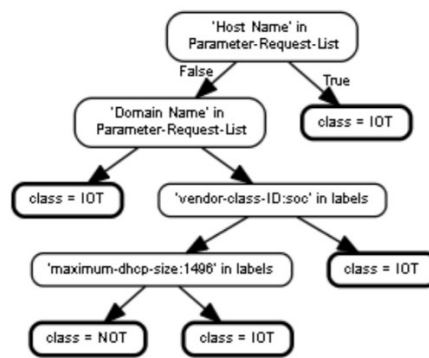 'Host Name' in
Parameter-Request-List
False
True
'Domain Name' in
Parameter-Request-List
class = IOT
class = IOT
'vendor-class-ID:soc' in labels
'maximum-dhcp-size:1496' in labels
class = IOT
class = NOT
class = IOT